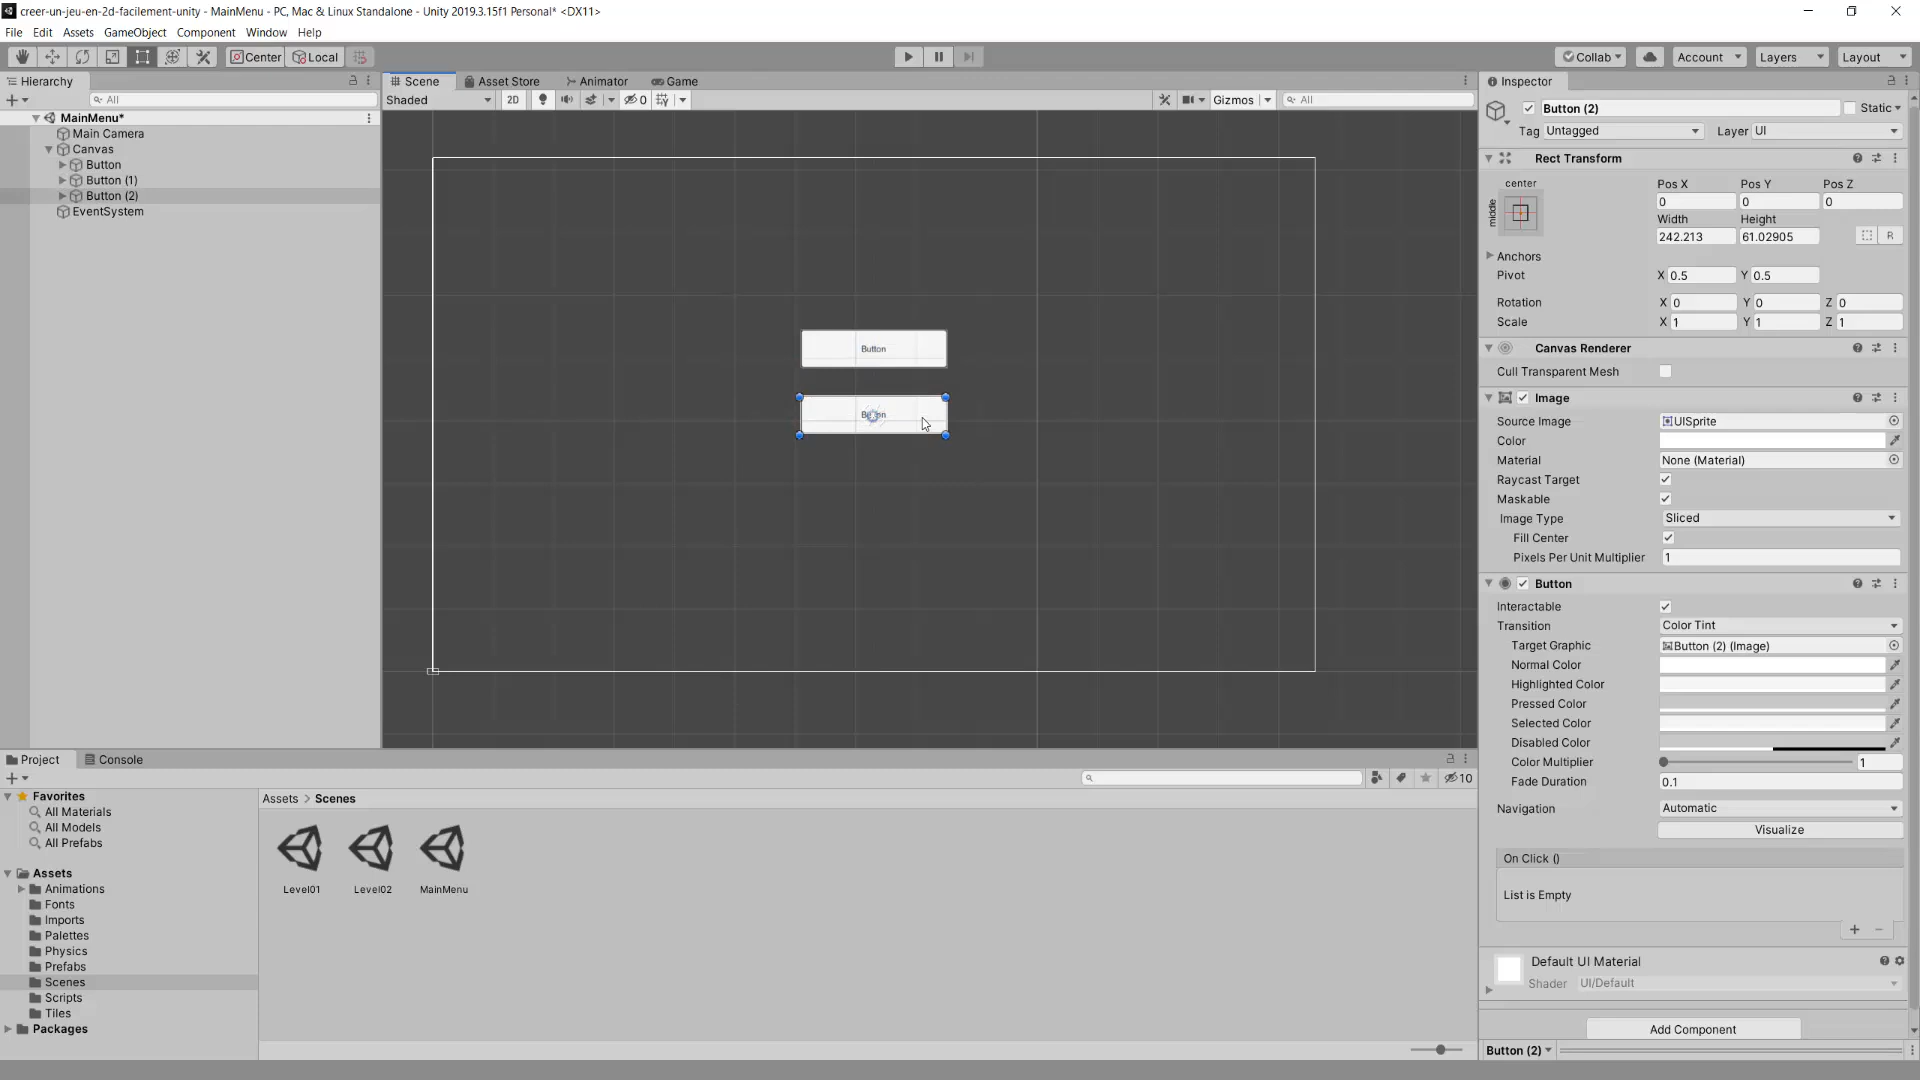 creer-un-jeu-en-2d-facilement-unity - MainMenu - PC, Mac & Linux Standalone - Unity 2019.3.15f1 Personal* <DX11>
File Edit Assets GameObject Component Window Help
Center Local Collab Account Layers Layout
Hierarchy Scene Asset Store Animator Game Inspector
All Shaded 2D 0 Gizmos All
Button (2) Static
MainMenu*
Tag Untagged Layer UI
Main Camera
Canvas
Button
Button (1)
Button (2)
EventSystem
Button
Button
Rect Transform
center
middle
Pos X Pos Y Pos Z
0 0 0
Width Height
242.213 61.02905 R
Anchors
Pivot X 0.5 Y 0.5
Rotation X 0 Y 0 Z 0
Scale X 1 Y 1 Z 1
Canvas Renderer
Cull Transparent Mesh
Image
Source Image UISprite
Color
Material None (Material)
Raycast Target
Maskable
Image Type Sliced
Fill Center
Pixels Per Unit Multiplier 1
Button
Interactable
Transition Color Tint
Target Graphic Button (2) (Image)
Normal Color
Highlighted Color
Pressed Color
Selected Color
Disabled Color
Color Multiplier 1
Fade Duration 0.1
Navigation Automatic
Visualize
On Click ()
List is Empty
Default UI Material
Shader UI/Default
Add Component
Button (2)
Project Console
10
Favorites
All Materials
All Models
All Prefabs
Assets
Animations
Fonts
Imports
Palettes
Physics
Prefabs
Scenes
Scripts
Tiles
Packages
Assets > Scenes
Level01 Level02 MainMenu